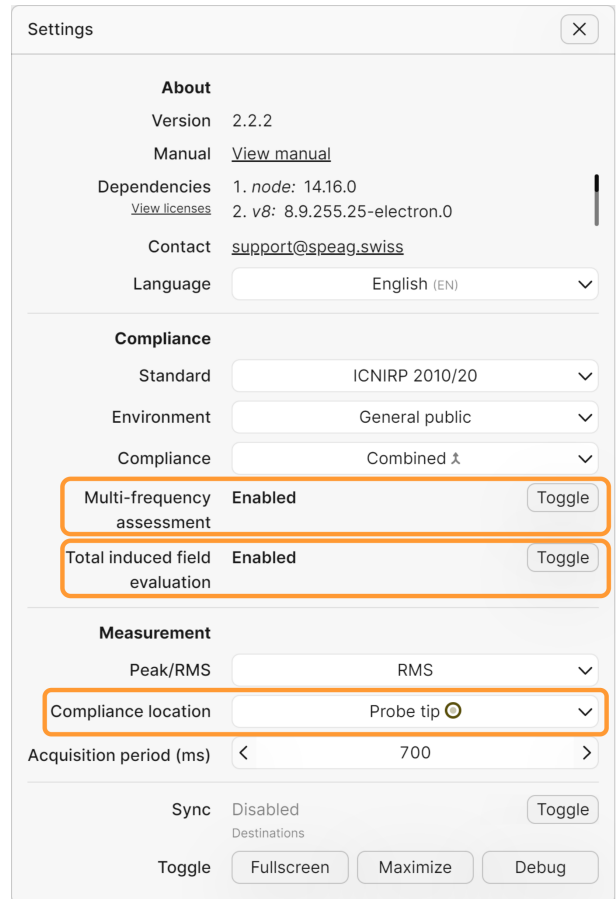 Settings
About
Version 2.2.2
Manual View manual
Dependencies 1. node: 14.16.0
View licenses 2. v8: 8.9.255.25-electron.0
Contact support@speag.swiss
Language English (EN)
Compliance
Standard ICNIRP 2010/20
Environment General public
Compliance Combined
Multi-frequency Enabled Toggle
assessment
Total induced field Enabled Toggle
evaluation
Measurement
Peak/RMS RMS
Compliance location Probe tip
Acquisition period (ms) 700
Sync Disabled Toggle
Destinations
Toggle Fullscreen Maximize Debug